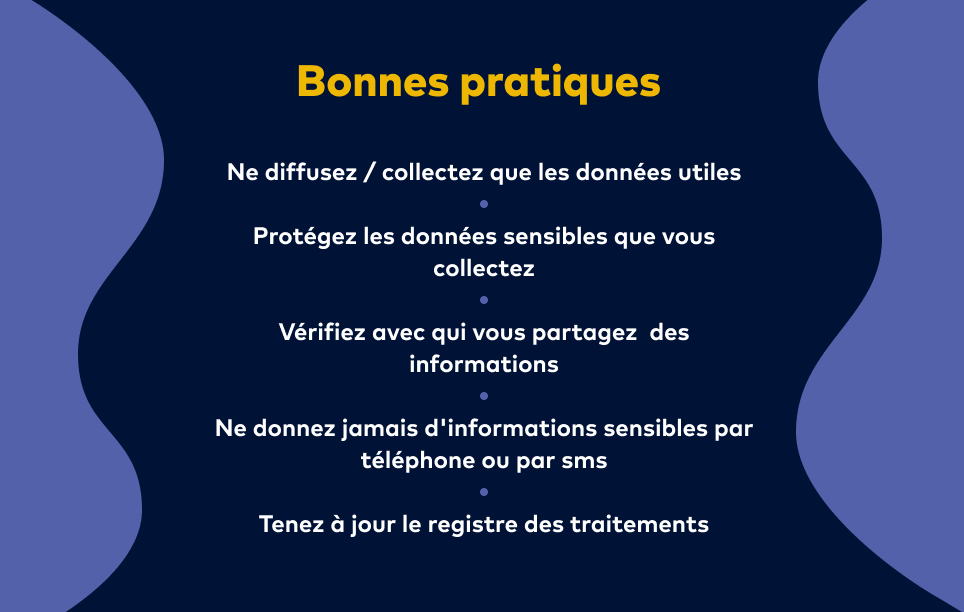 Bonnes pratiques
Ne diffusez / collectez que les données utiles
Protégez les données sensibles que vous
collectez
Vérifiez avec qui vous partagez  des
informations
Ne donnez jamais d'informations sensibles par
téléphone ou par sms
Tenez à jour le registre des traitements